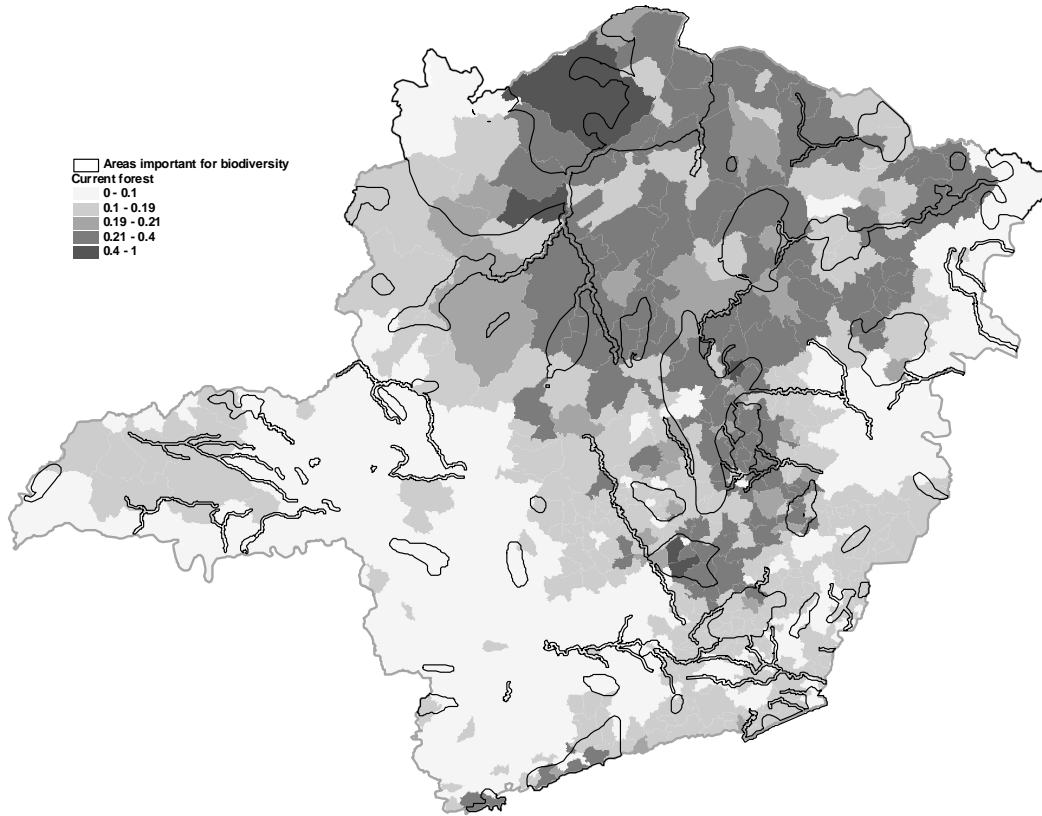 Areas important for biodiversity
Current forest
0 - 0.1
0.1 - 0.19
0.19 - 0.21
0.21 - 0.4
0.4 - 1